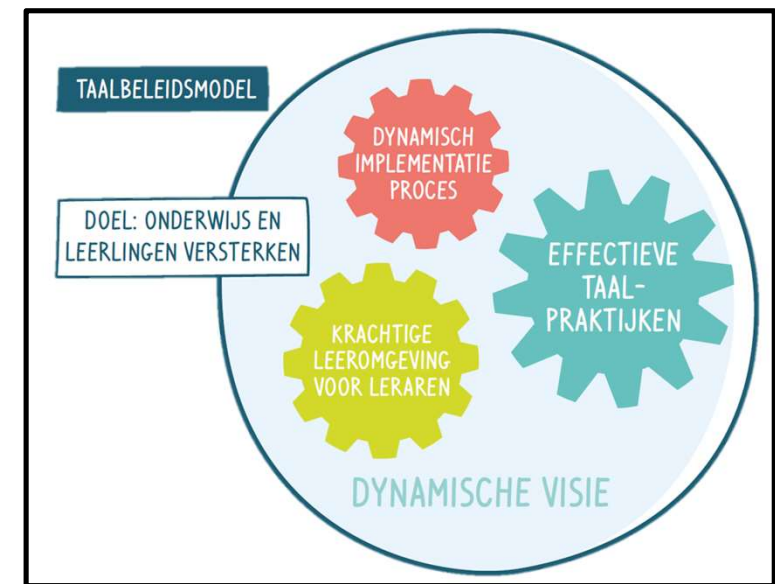 TAALBELEIDSMODEL
DOEL: ONDERWIJS EN
LEERLINGEN VERSTERKEN
DYNAMISCH
IMPLEMENTATIE
PROCES
EFFECTIEVE
TAAL-
PRAKTIJKEN
KRACHTIGE
LEEROMGEVING
VOOR LERAREN
DYNAMISCHE VISIE